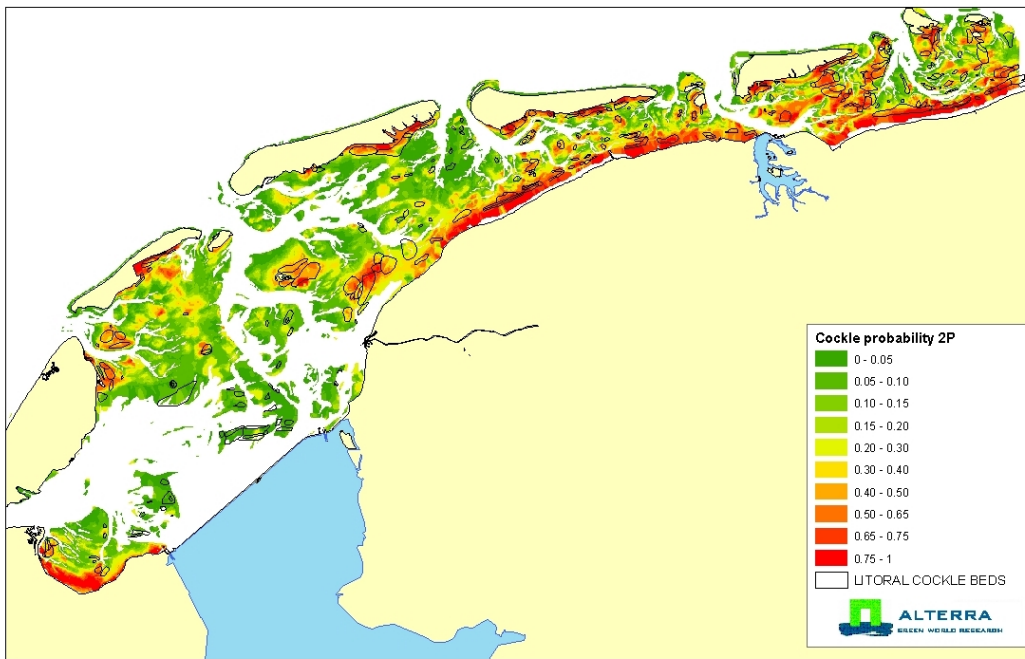 Cockle probability 2P
0 - 0.05
0.05 - 0.10
0.10 - 0.15
0.15 - 0.20
0.20 - 0.30
0.30 - 0.40
0.40 - 0.50
0.50 - 0.65
0.65 - 0.75
0.75 - 1
LITORAL COCKLE BEDS
ALTERRA
GREEN WORLD RESEARCH